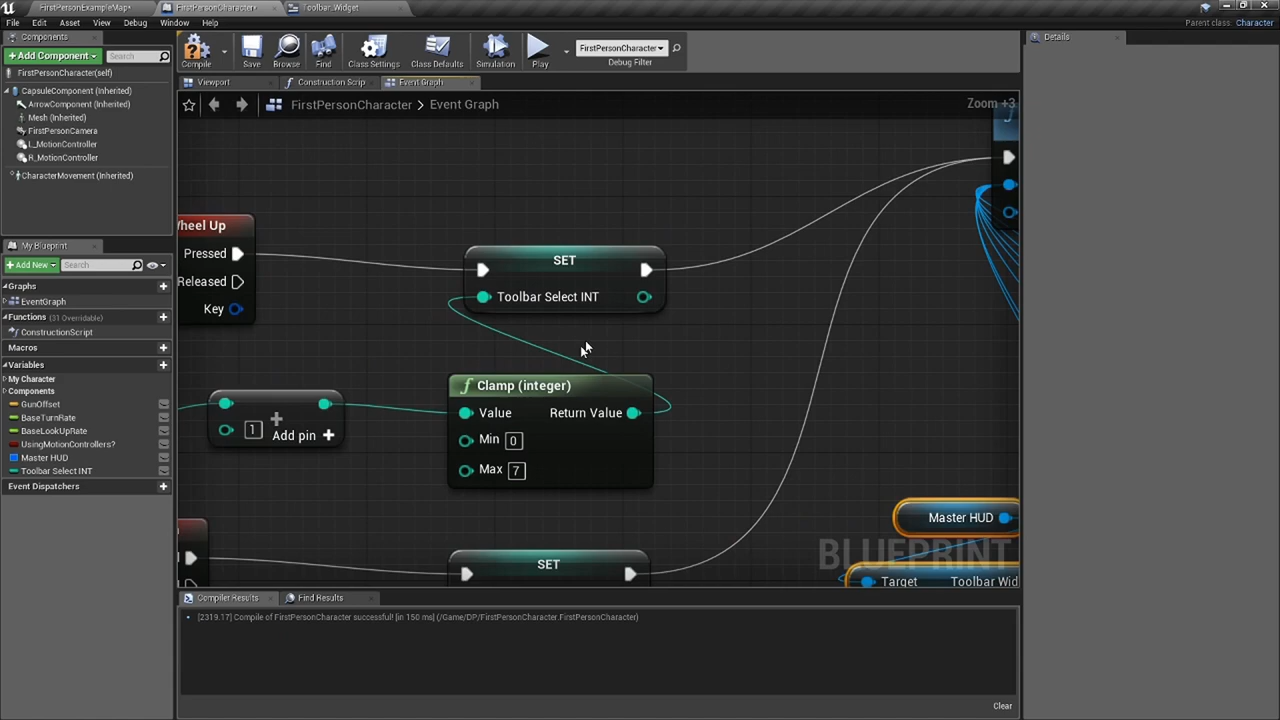 FirstPersonExampleMap*
FirstPersonCharacter*
Toolbar.Widget
File Edit Asset View Debug Window Help
Parent class: Character
Components
+Add Component
Search
FirstPersonCharacter(self)
CapsuleComponent (Inherited)
ArrowComponent (Inherited)
Mesh (Inherited)
FirstPersonCamera
L_MotionController
R_MotionController
CharacterMovement (Inherited)
Compile
Save
Browse
Find
Class Settings
Class Defaults
Simulation
Play
FirstPersonCharacter
Debug Filter
Details
Viewport
Construction Scrip
Event Graph
FirstPersonCharacter > Event Graph
Zoom +3
My Blueprint
+Add New
Search
Graphs
EventGraph
Functions (31 Overridable)
ConstructionScript
Macros
Variables
My Character
Components
GunOffset
BaseTurnRate
BaseLookUpRate
UsingMotionControllers?
Master HUD
Toolbar Select INT
Event Dispatchers
Wheel Up
Pressed
Released
Key
SET
Toolbar Select INT
f
1
Add pin +
f Clamp (integer)
Value
Return Value
Min 0
Max 7
SET
Master HUD
Target
Toolbar Wid
BLUEPRINT
Compiler Results
Find Results
[2319.17] Compile of FirstPersonCharacter successful! [in 150 ms] (/Game/DP/FirstPersonCharacter.FirstPersonCharacter)
Clear